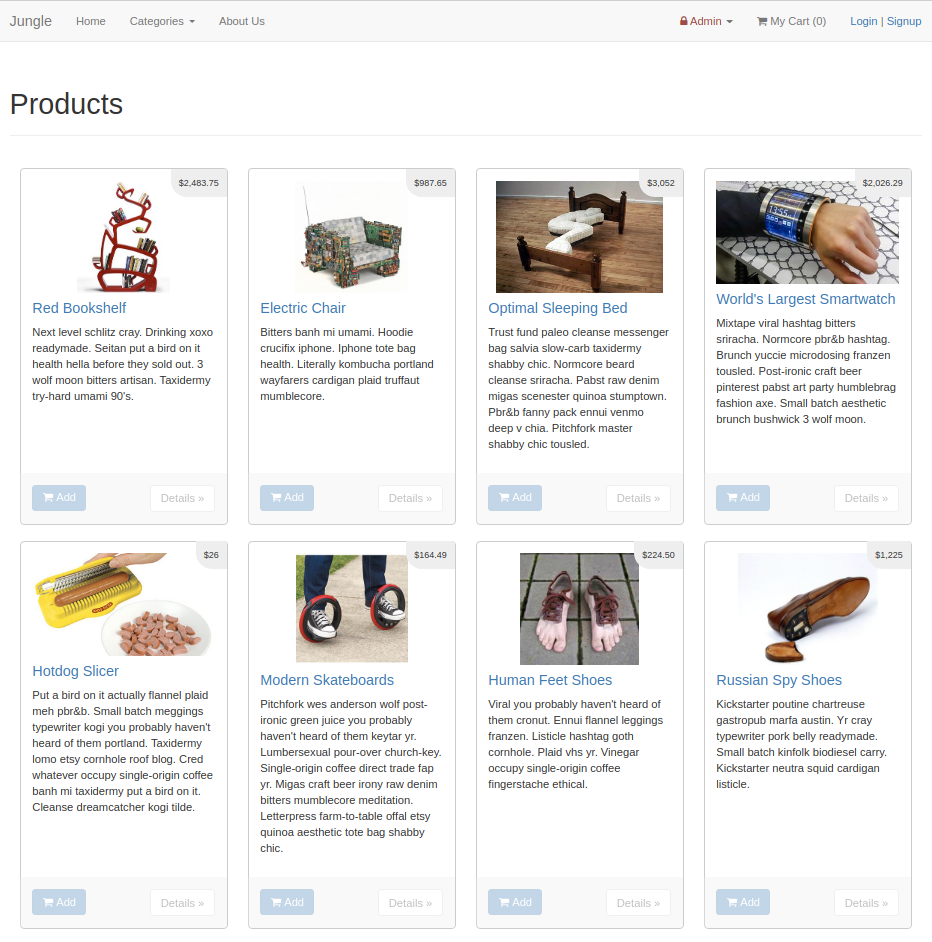 Jungle Home Categories About Us Admin My Cart (0) Login | Signup
Products
$2,483.75
Red Bookshelf
Next level schlitz cray. Drinking xoxo
readymade. Seitan put a bird on it
health hella before they sold out. 3
wolf moon bitters artisan. Taxidermy
try-hard umami 90's.
Add Details »
$987.65
Electric Chair
Bitters banh mi umami. Hoodie
crucifix iphone. Iphone tote bag
health. Literally kombucha portland
wayfarers cardigan plaid truffaut
mumblecore.
Add Details »
$3,052
Optimal Sleeping Bed
Trust fund paleo cleanse messenger
bag salvia slow-carb taxidermy
shabby chic. Normcore beard
cleanse sriracha. Pabst raw denim
migas scenester quinoa stumptown.
Pbr&b fanny pack ennui venmo
deep v chia. Pitchfork master
shabby chic tousled.
Add Details »
$2,026.29
World's Largest Smartwatch
Mixtape viral hashtag bitters
sriracha. Normcore pbr&b hashtag.
Brunch yuccie microdosing franzen
tousled. Post-ironic craft beer
pinterest pabst art party humblebrag
fashion axe. Small batch aesthetic
brunch bushwick 3 wolf moon.
Add Details »
$26
Hotdog Slicer
Put a bird on it actually flannel plaid
meh pbr&b. Small batch meggings
typewriter kogi you probably haven't
heard of them portland. Taxidermy
lomo etsy cornhole roof blog. Cred
whatever occupy single-origin coffee
banh mi taxidermy put a bird on it.
Cleanse dreamcatcher kogi tilde.
Add Details »
$164.49
Modern Skateboards
Pitchfork wes anderson wolf post-
ironic green juice you probably
haven't heard of them keytar yr.
Lumbersexual pour-over church-key.
Single-origin coffee direct trade fap
yr. Migas craft beer irony raw denim
bitters mumblecore meditation.
Letterpress farm-to-table offal etsy
quinoa aesthetic tote bag shabby
chic.
Add Details »
$224.50
Human Feet Shoes
Viral you probably haven't heard of
them cronut. Ennui flannel leggings
franzen. Listicle hashtag goth
cornhole. Plaid vhs yr. Vinegar
occupy single-origin coffee
fingerstache ethical.
Add Details »
$1,225
Russian Spy Shoes
Kickstarter poutine chartreuse
gastropub marfa austin. Yr cray
typewriter pork belly readymade.
Small batch kinfolk biodiesel carry.
Kickstarter neutra squid cardigan
listicle.
Add Details »